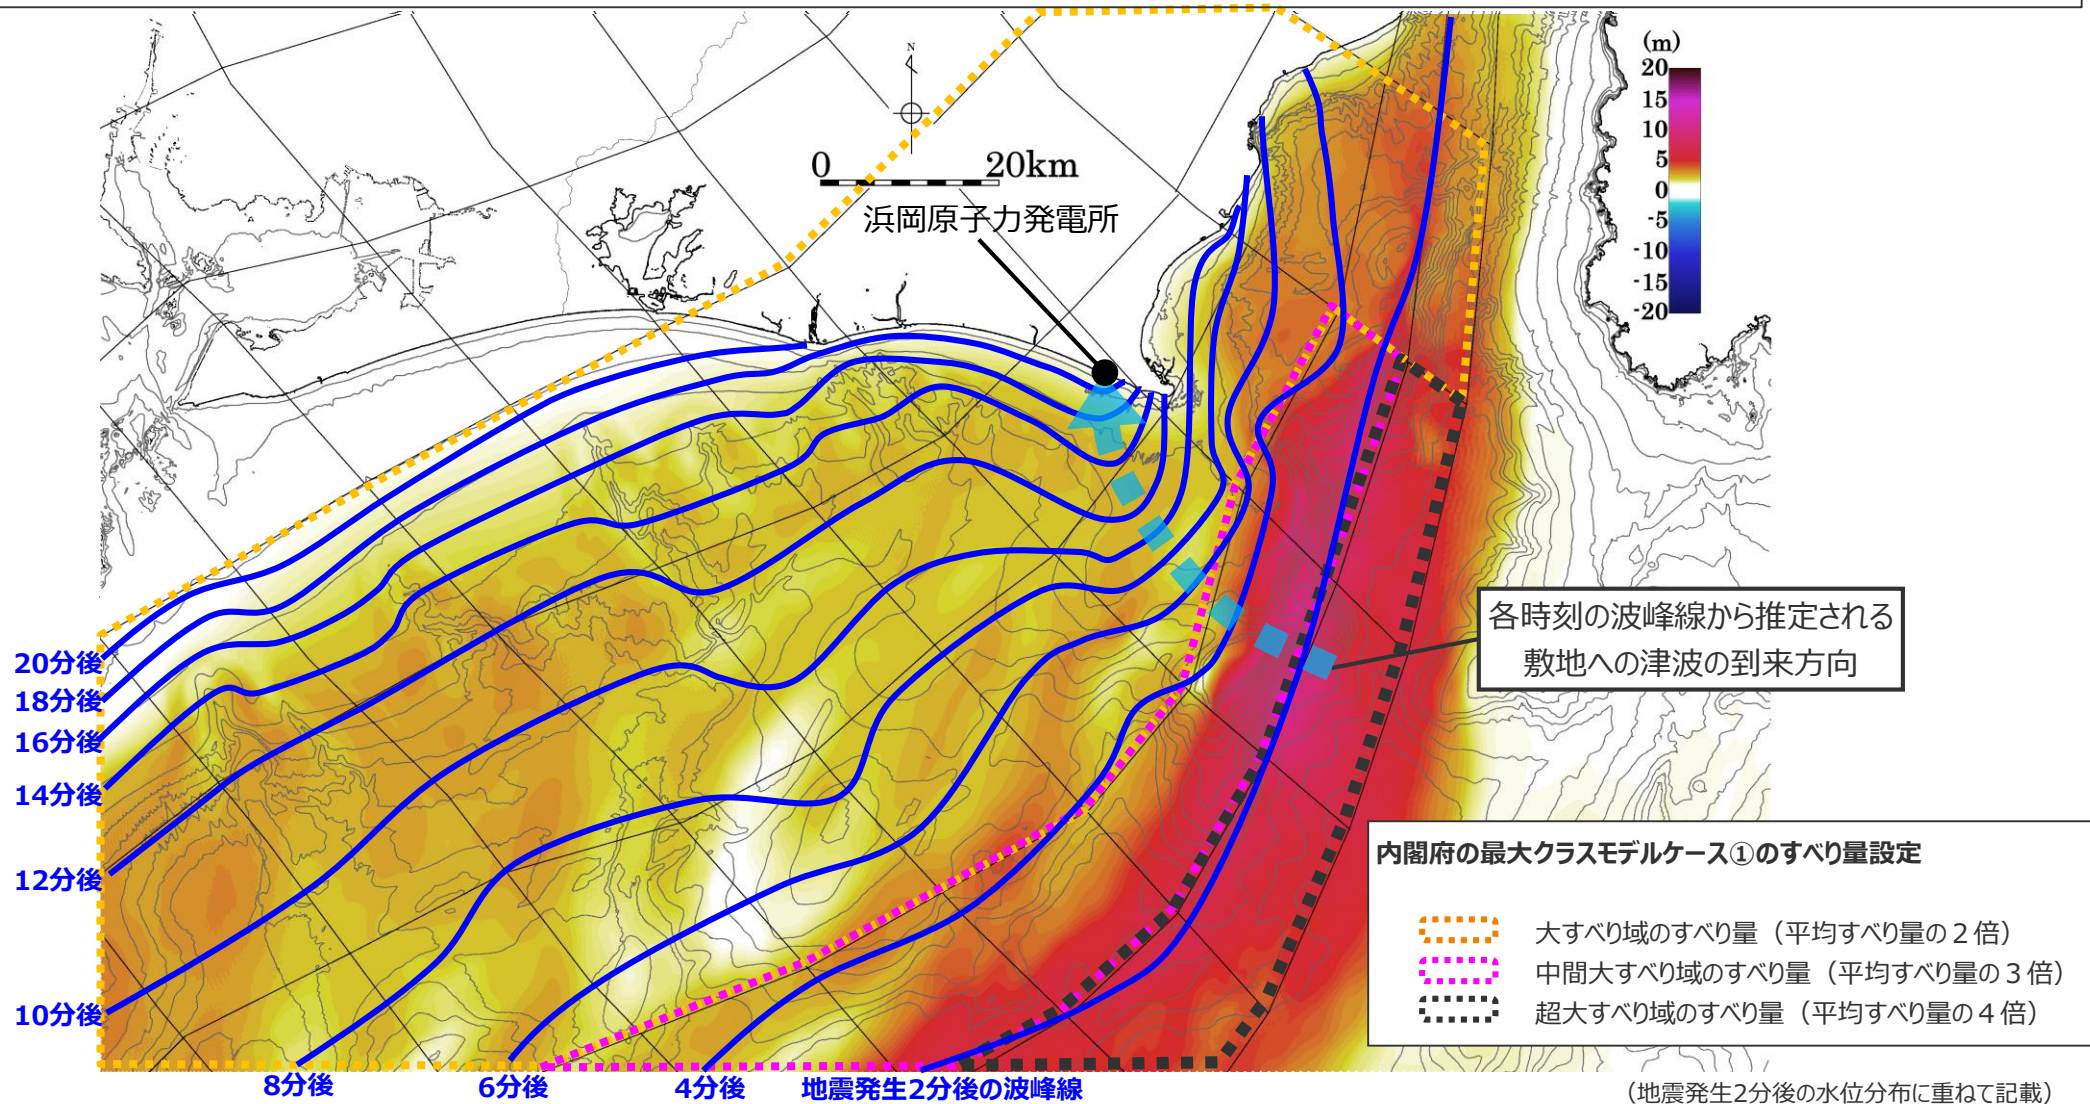 (m)
20
15
10
5
0
-5
-10
-15
-20
N
0 20km
浜岡原子力発電所
各時刻の波峰線から推定される
敷地への津波の到来方向
20分後
18分後
16分後
14分後
12分後
10分後
8分後
6分後
4分後
地震発生2分後の波峰線
内閣府の最大クラスモデルケース①のすべり量設定
大すべり域のすべり量（平均すべり量の２倍）
中間大すべり域のすべり量（平均すべり量の３倍）
超大すべり域のすべり量（平均すべり量の４倍）
（地震発生2分後の水位分布に重ねて記載）